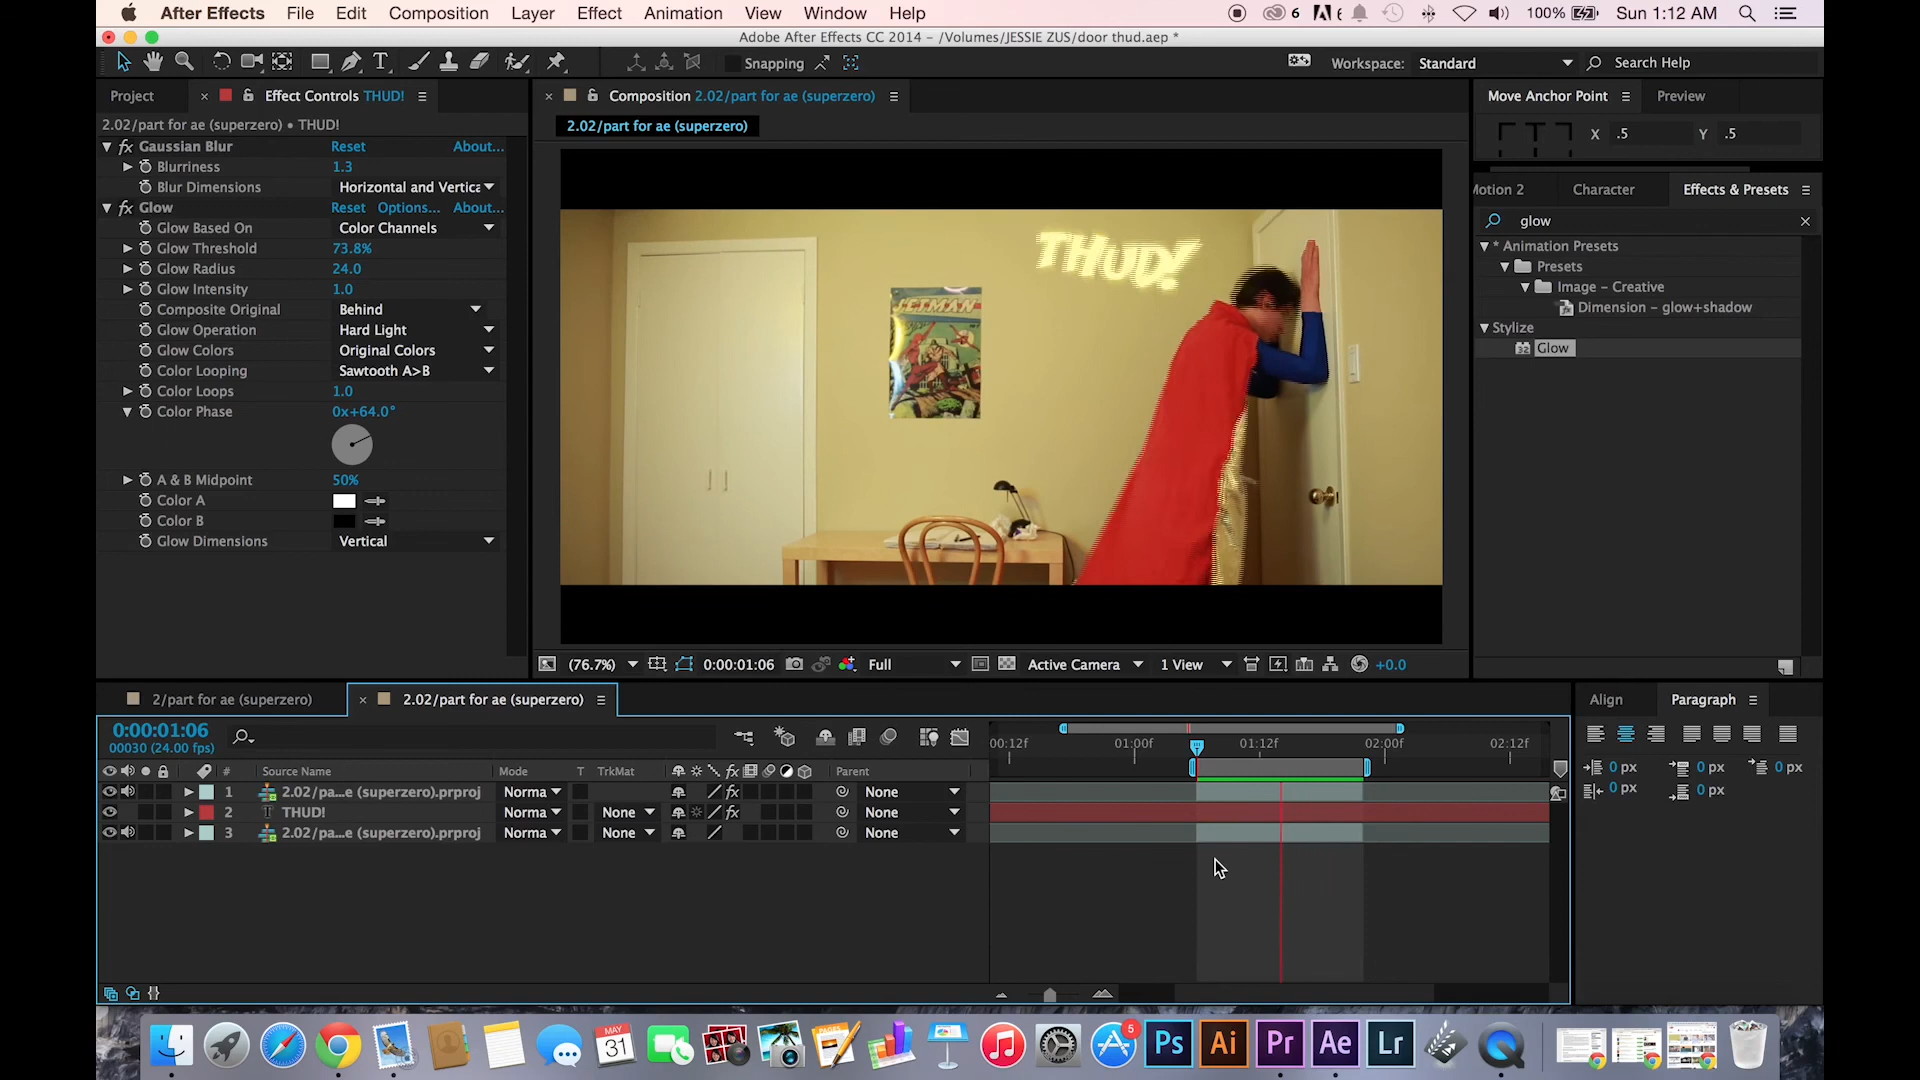 After Effects File Edit Composition Layer Effect Animation View Window Help
6 100% Sun 1:12 AM
Adobe After Effects CC 2014 - /Volumes/JESSIE ZUS/door thud.aep *
Snapping Workspace: Standard Search Help
Project Effect Controls THUD!
2.02/part for ae (superzero) • THUD!
Gaussian Blur Reset About...
Blurriness 1.3
Blur Dimensions Horizontal and Vertica
Glow Reset Options... About...
Glow Based On Color Channels
Glow Threshold 73.8%
Glow Radius 24.0
Glow Intensity 1.0
Composite Original Behind
Glow Operation Hard Light
Glow Colors Original Colors
Color Looping Sawtooth A>B
Color Loops 1.0
Color Phase 0x+64.0°
A & B Midpoint 50%
Color A
Color B
Glow Dimensions Vertical
Composition 2.02/part for ae (superzero)
2.02/part for ae (superzero)
THUD!
JETMAN
(76.7%) 0:00:01:06 Full Active Camera 1 View +0.0
Move Anchor Point Preview
X .5 Y .5
Motion 2 Character Effects & Presets
glow
* Animation Presets
Presets
Image - Creative
Dimension - glow+shadow
Stylize
Glow
2/part for ae (superzero) 2.02/part for ae (superzero)
0:00:01:06
00030 (24.00 fps)
# Source Name Mode T TrkMat fx Parent
1 2.02/pa...e (superzero).prproj Norma None
2 THUD! Norma None None
3 2.02/pa...e (superzero).prproj Norma None None
00:12f 01:00f 01:12f 02:00f 02:12f
Align Paragraph
0 px 0 px 0 px
0 px 0 px
MAY
31
PAGES
5
Ps Ai Pr Ae Lr